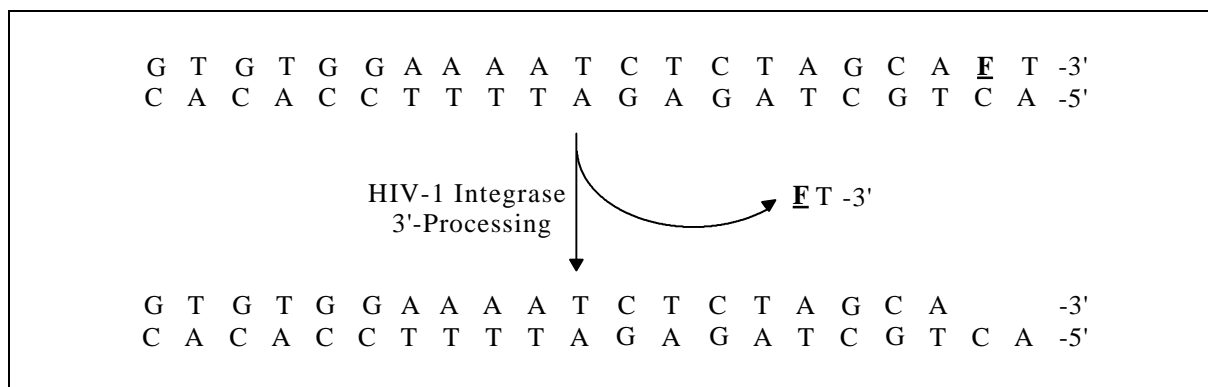 G T G T G G A A A A T C T C T A G C A F T -3'
C A C A C C T T T T A G A G A T C G T C A -5'
HIV-1 Integrase
3'-Processing
F T -3'
G T G T G G A A A A T C T C T A G C A -3'
C A C A C C T T T T A G A G A T C G T C A -5'